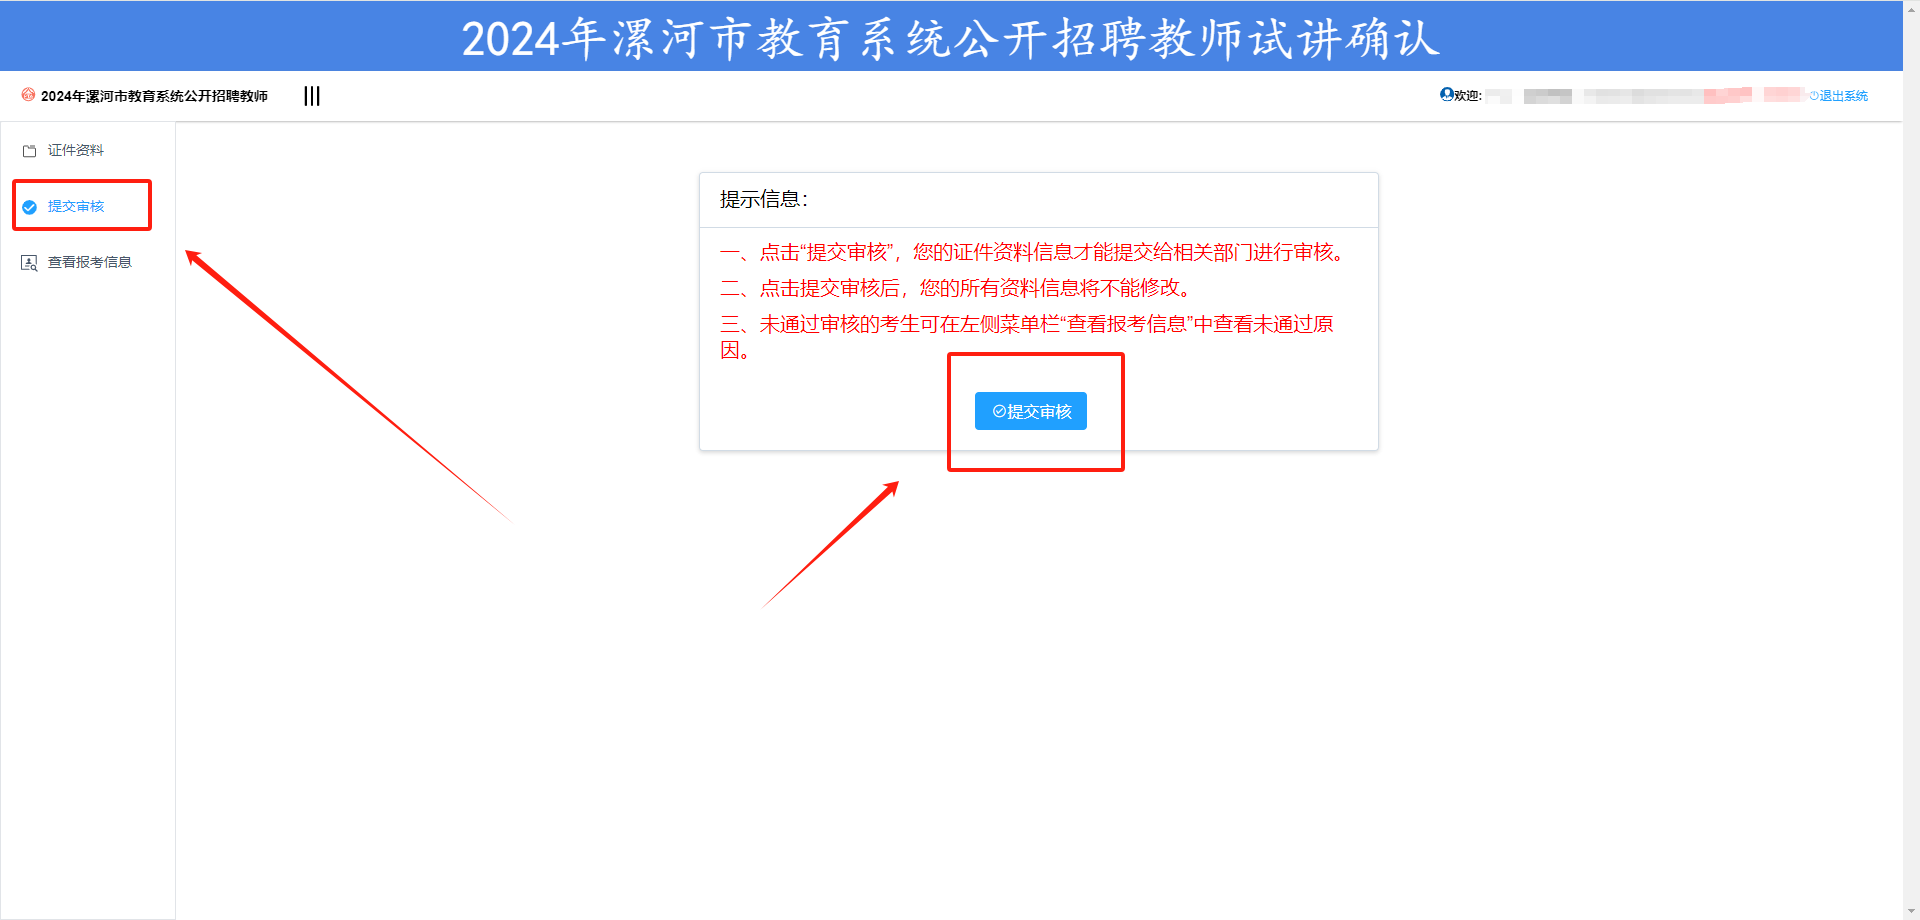 2024年漯河市教育系统公开招聘教师试讲确认
2024年漯河市教育系统公开招聘教师
欢迎:
退出系统
证件资料
提交审核
查看报考信息
提示信息：
一、点击“提交审核”，您的证件资料信息才能提交给相关部门进行审核。
二、点击提交审核后，您的所有资料信息将不能修改。
三、未通过审核的考生可在左侧菜单栏“查看报考信息”中查看未通过原
因。
提交审核